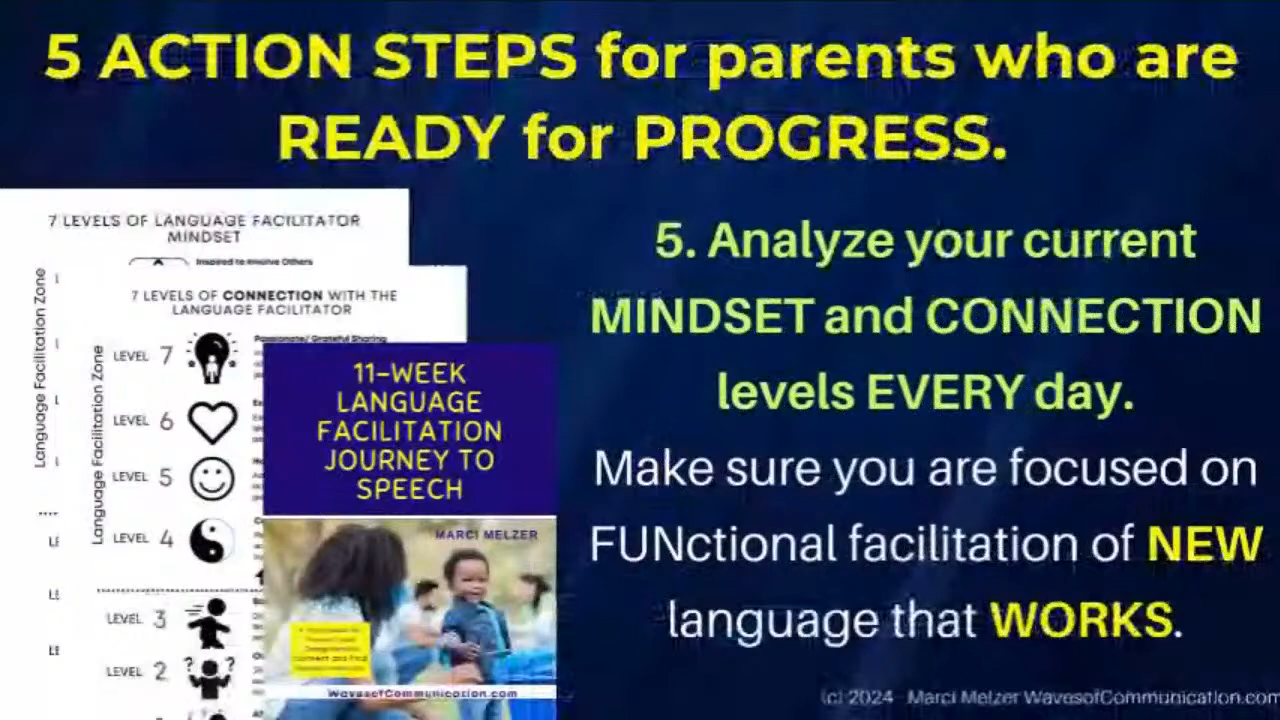 5 ACTION STEPS for parents who are
READY for PROGRESS.
7 LEVELS OF LANGUAGE FACILITATOR
MINDSET
Inspired to Involve Others
Language Facilitation Zone
7 LEVELS OF CONNECTION WITH THE
LANGUAGE FACILITATOR
Language Facilitation Zone
LEVEL 7
Passionate/ Grateful Sharing
LEVEL 6
LEVEL 5
LEVEL 4
LEVEL 3
LEVEL 2
11-WEEK
LANGUAGE
FACILITATION
JOURNEY TO
SPEECH
MARCI MELZER
WavesofCommunication.com
5. Analyze your current
MINDSET and CONNECTION
levels EVERY day.
Make sure you are focused on
FUNctional facilitation of NEW
language that WORKS.
(c) 2024 Marci Melzer WavesofCommunication.com